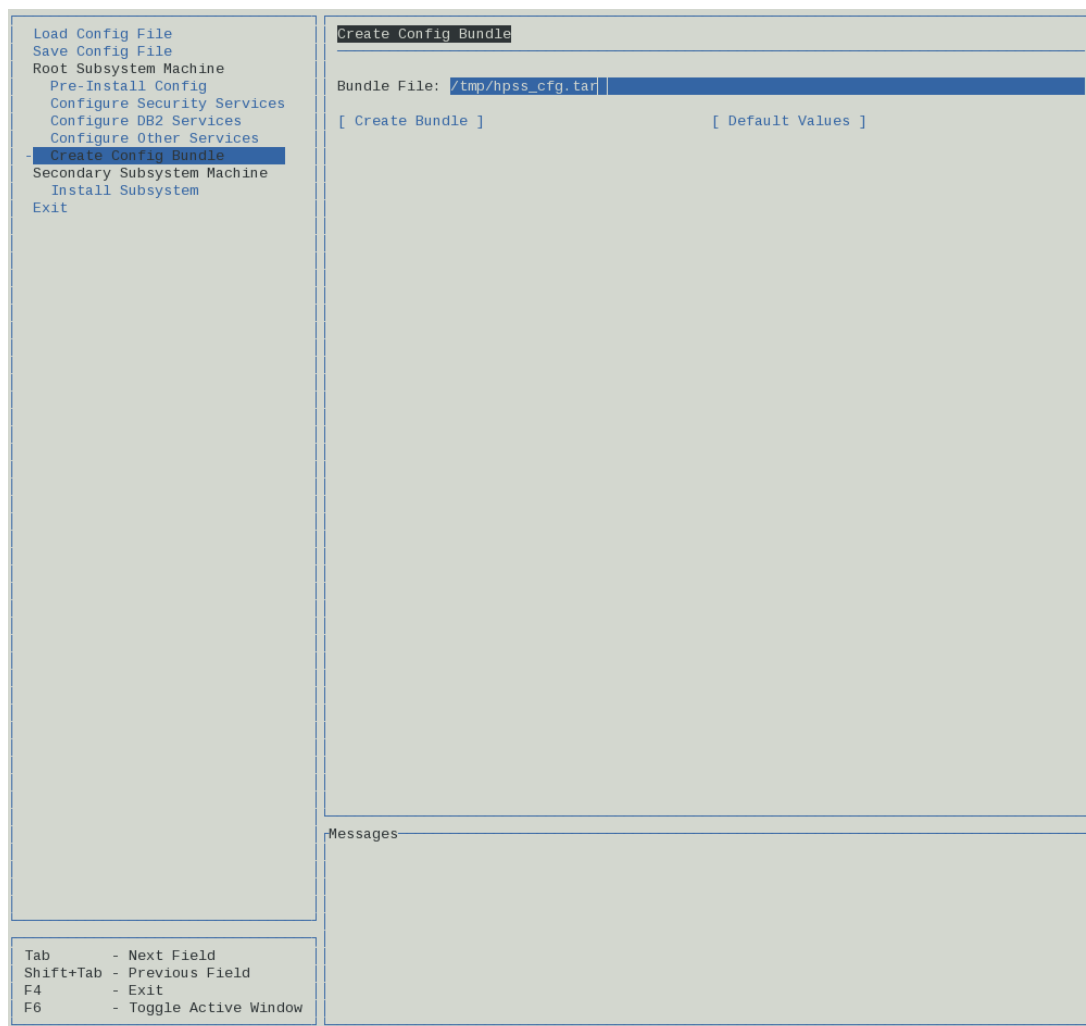 Load Config File
Save Config File
Root Subsystem Machine
Pre-Install Config
Configure Security Services
Configure DB2 Services
Configure Other Services
- Create Config Bundle
Secondary Subsystem Machine
Install Subsystem
Exit
Create Config Bundle
Bundle File: /tmp/hpss_cfg.tar
[ Create Bundle ] [ Default Values ]
Messages
Tab - Next Field
Shift+Tab - Previous Field
F4 - Exit
F6 - Toggle Active Window